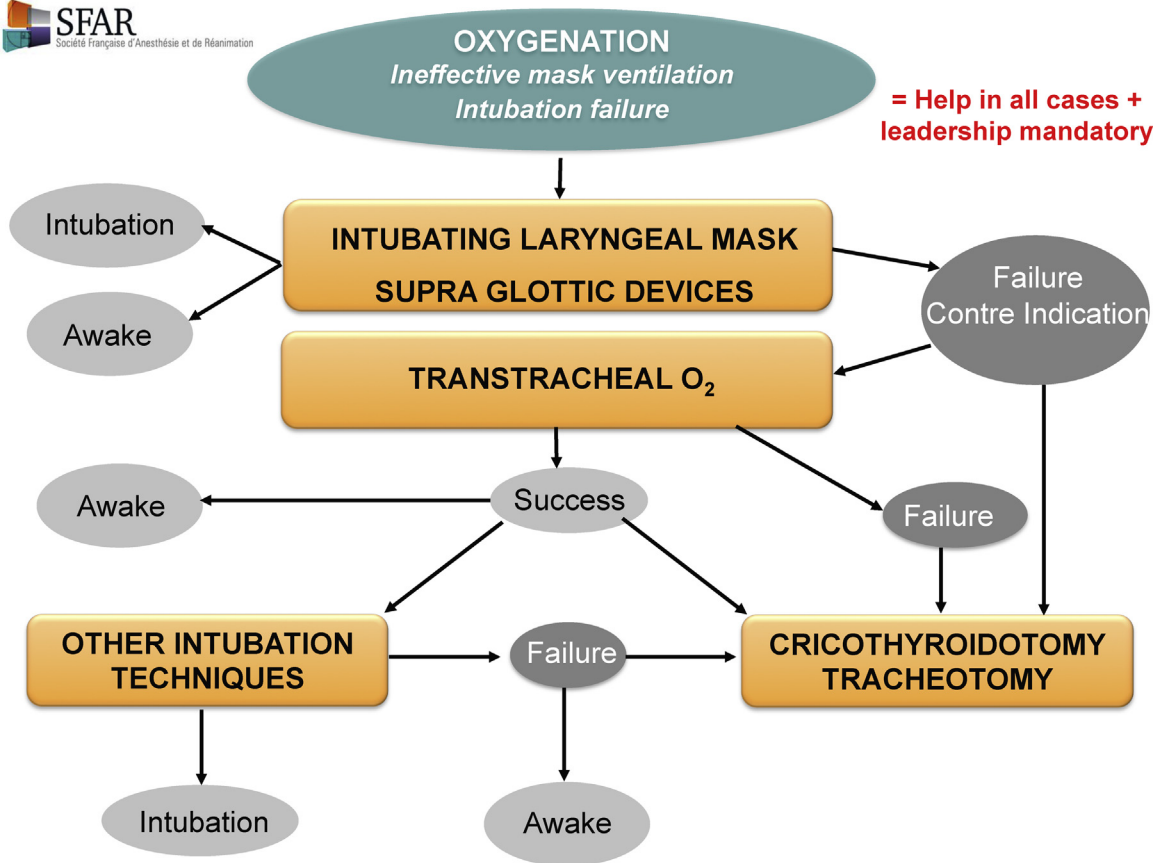 SFAR
Société Française d'Anesthésie et de Réanimation
OXYGENATION
Ineffective mask ventilation
Intubation failure
= Help in all cases +
leadership mandatory
Intubation
INTUBATING LARYNGEAL MASK
SUPRA GLOTTIC DEVICES
Failure
Contre Indication
Awake
TRANSTRACHEAL O₂
Awake
Success
Failure
OTHER INTUBATION
TECHNIQUES
Failure
CRICOTHYROIDOTOMY
TRACHEOTOMY
Intubation
Awake